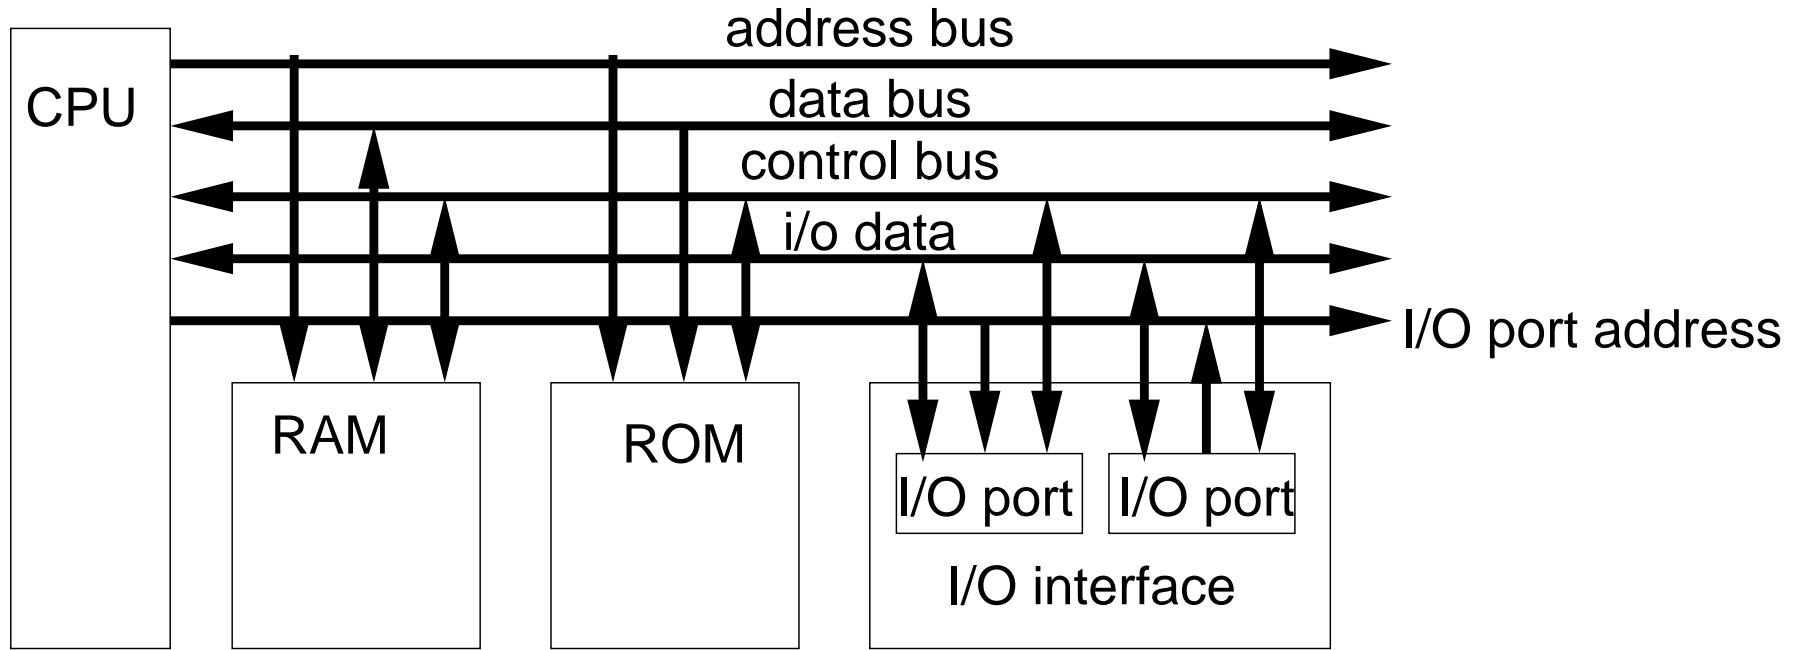 address bus
CPU
data bus
control bus
i/o data
I/O port address
RAM
ROM
I/O port
I/O port
I/O interface